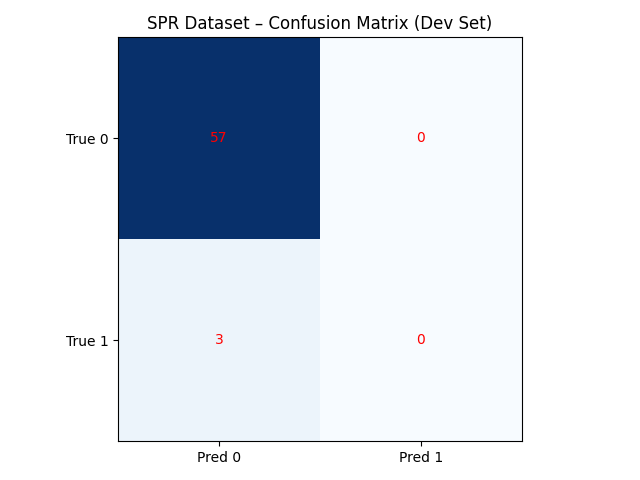 SPR Dataset – Confusion Matrix (Dev Set)
True 0
57
0
True 1
3
0
Pred 0
Pred 1